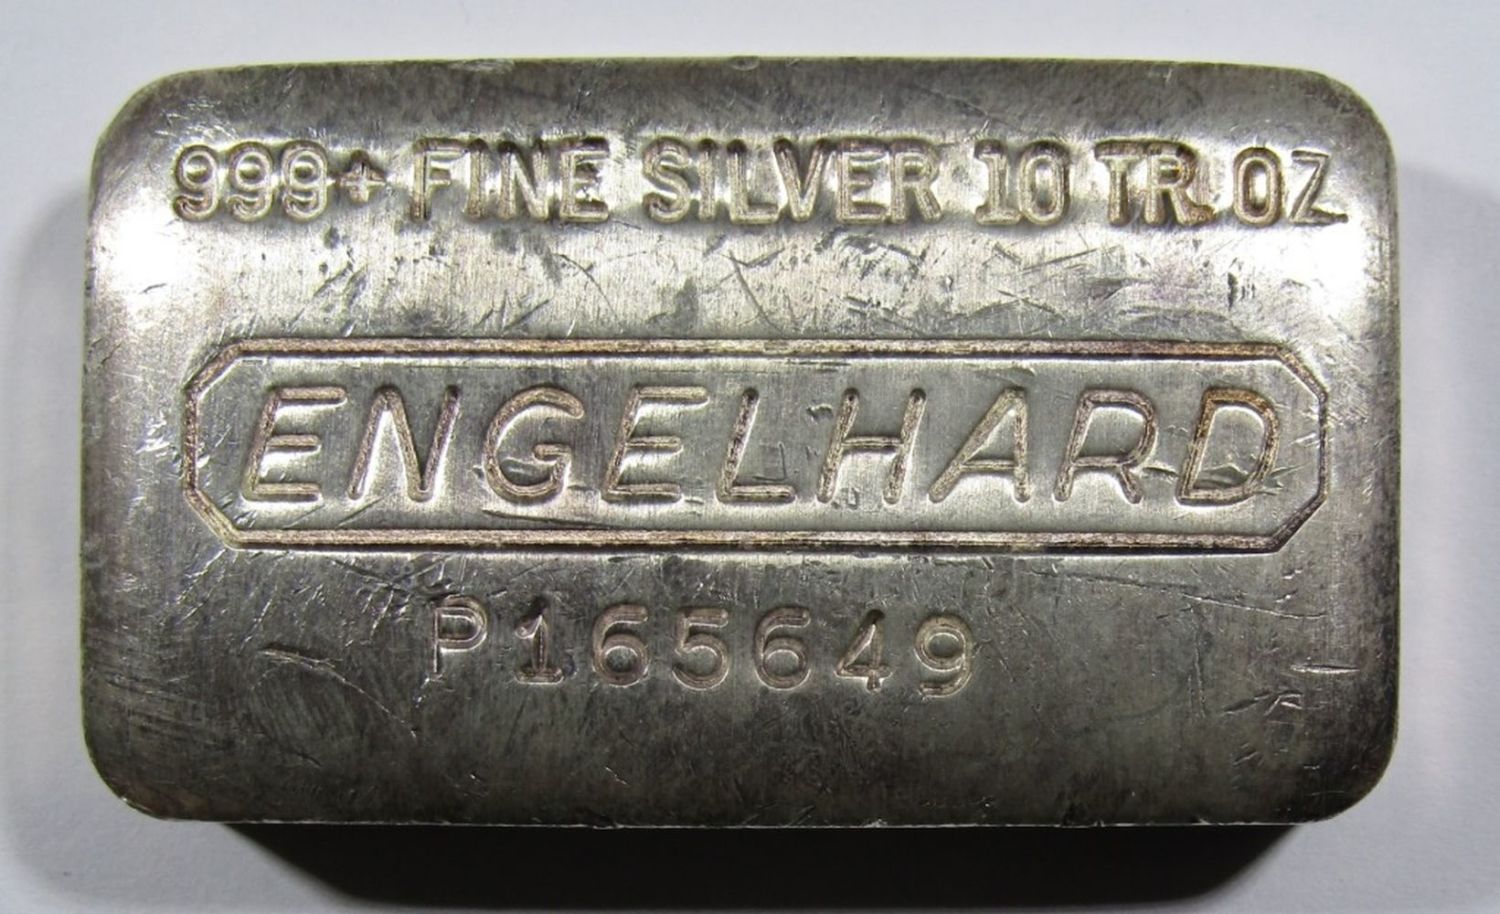 999+ FINE SILVER 10 TR. OZ.
ENGELHARD
P165649